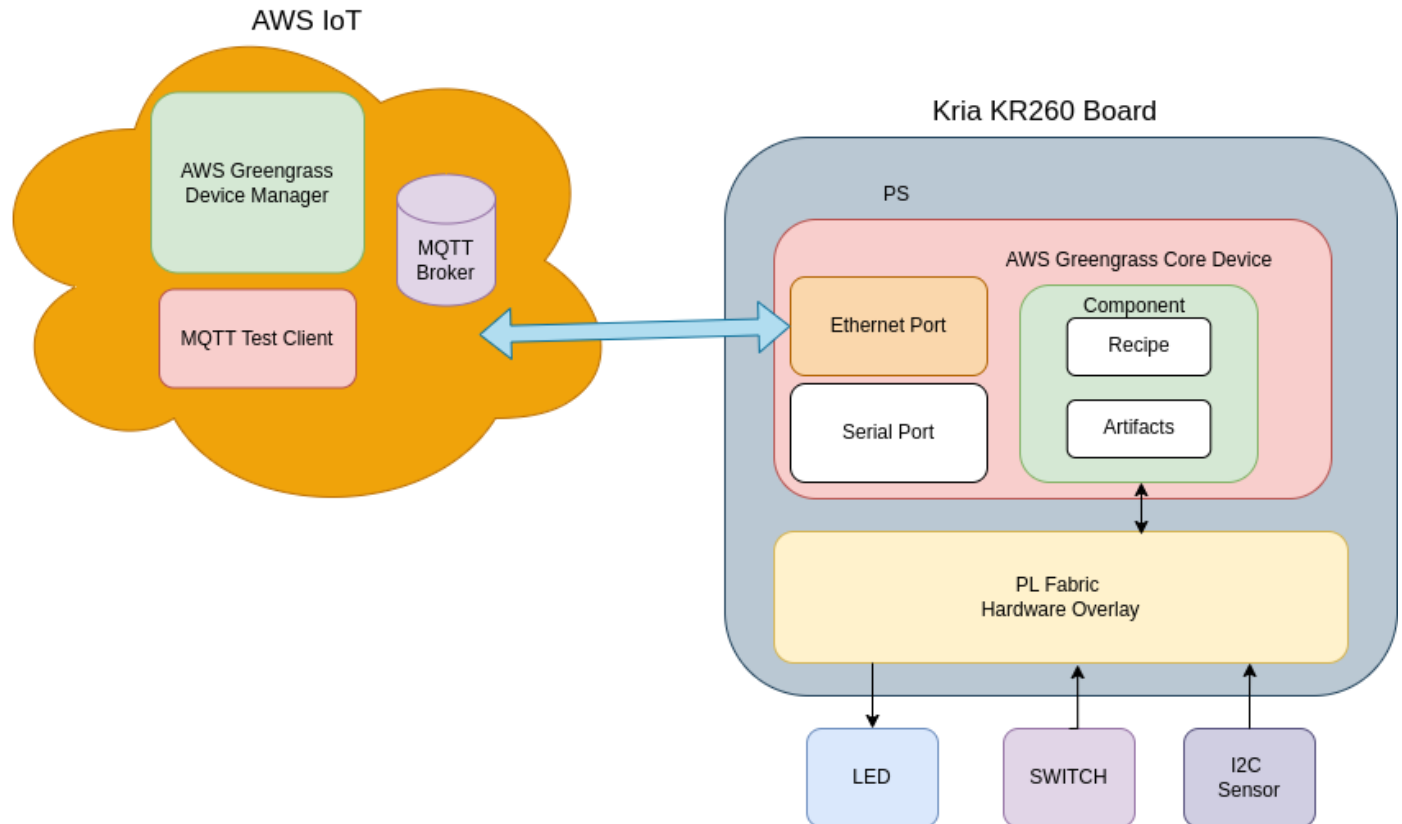 AWS IoT
AWS Greengrass
Device Manager
MQTT
Broker
MQTT Test Client
Kria KR260 Board
PS
AWS Greengrass Core Device
Ethernet Port
Serial Port
Component
Recipe
Artifacts
PL Fabric
Hardware Overlay
LED
SWITCH
I2C
Sensor